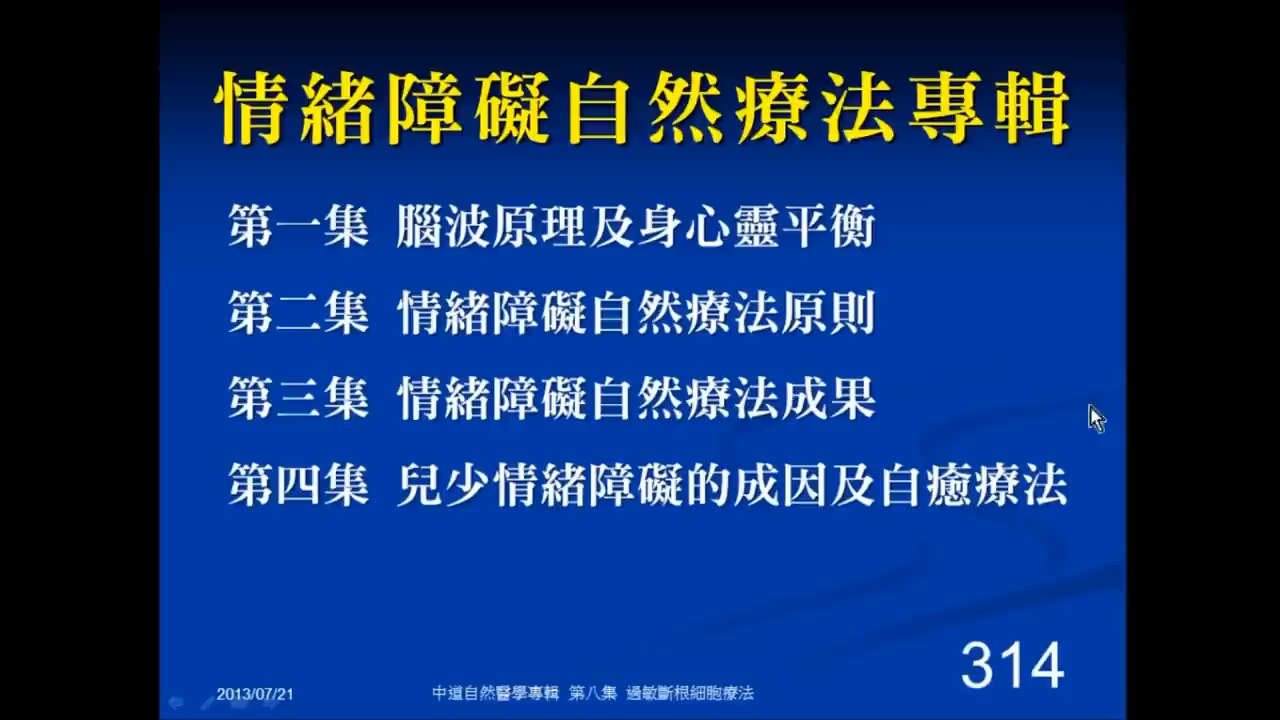 情緒障礙自然療法專輯
第一集 腦波原理及身心靈平衡
第二集 情緒障礙自然療法原則
第三集 情緒障礙自然療法成果
第四集 兒少情緒障礙的成因及自癒療法
314
2013/07/21 中道自然醫學專輯 第八集 過敏斷根細胞療法